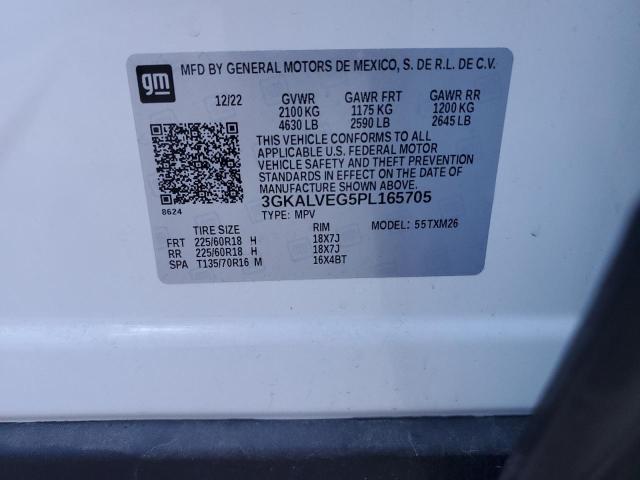 gm
MFD BY GENERAL MOTORS DE MEXICO, S. DE R.L. DE C.V.
12/22 GVWR GAWR FRT GAWR RR
2100 KG 1175 KG 1200 KG
4630 LB 2590 LB 2645 LB
THIS VEHICLE CONFORMS TO ALL
APPLICABLE U.S. FEDERAL MOTOR
VEHICLE SAFETY AND THEFT PREVENTION
STANDARDS IN EFFECT ON THE DATE OF
MANUFACTURE SHOWN ABOVE.
8624
3GKALVEG5PL165705
TYPE: MPV
MODEL: 55TXM26
TIRE SIZE RIM
FRT 225/60R18 H 18X7J
RR 225/60R18 H 18X7J
SPA T135/70R16 M 16X4BT